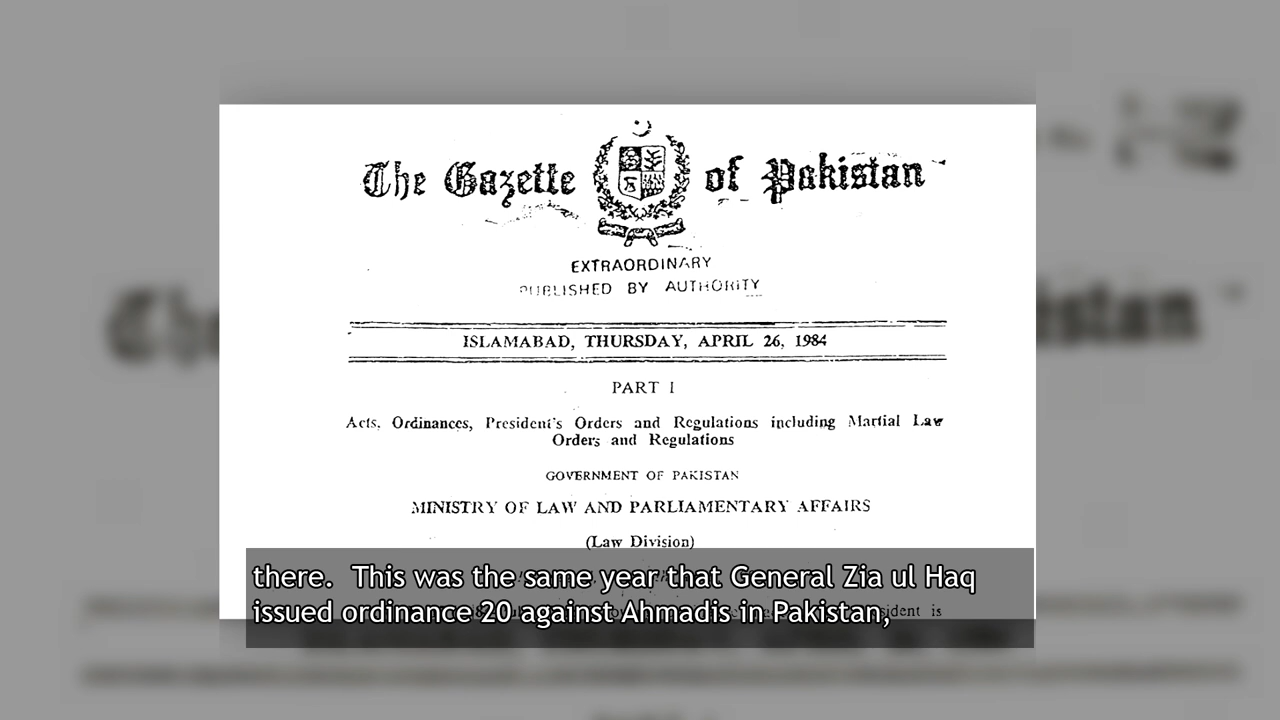 The Gazette of Pakistan
EXTRAORDINARY
PUBLISHED BY AUTHORITY
ISLAMABAD, THURSDAY, APRIL 26, 1984
PART I
Acts, Ordinances, President's Orders and Regulations including Martial Law
Orders and Regulations
GOVERNMENT OF PAKISTAN
MINISTRY OF LAW AND PARLIAMENTARY AFFAIRS
(Law Division)
there. This was the same year that General Zia ul Haq
issued ordinance 20 against Ahmadis in Pakistan,